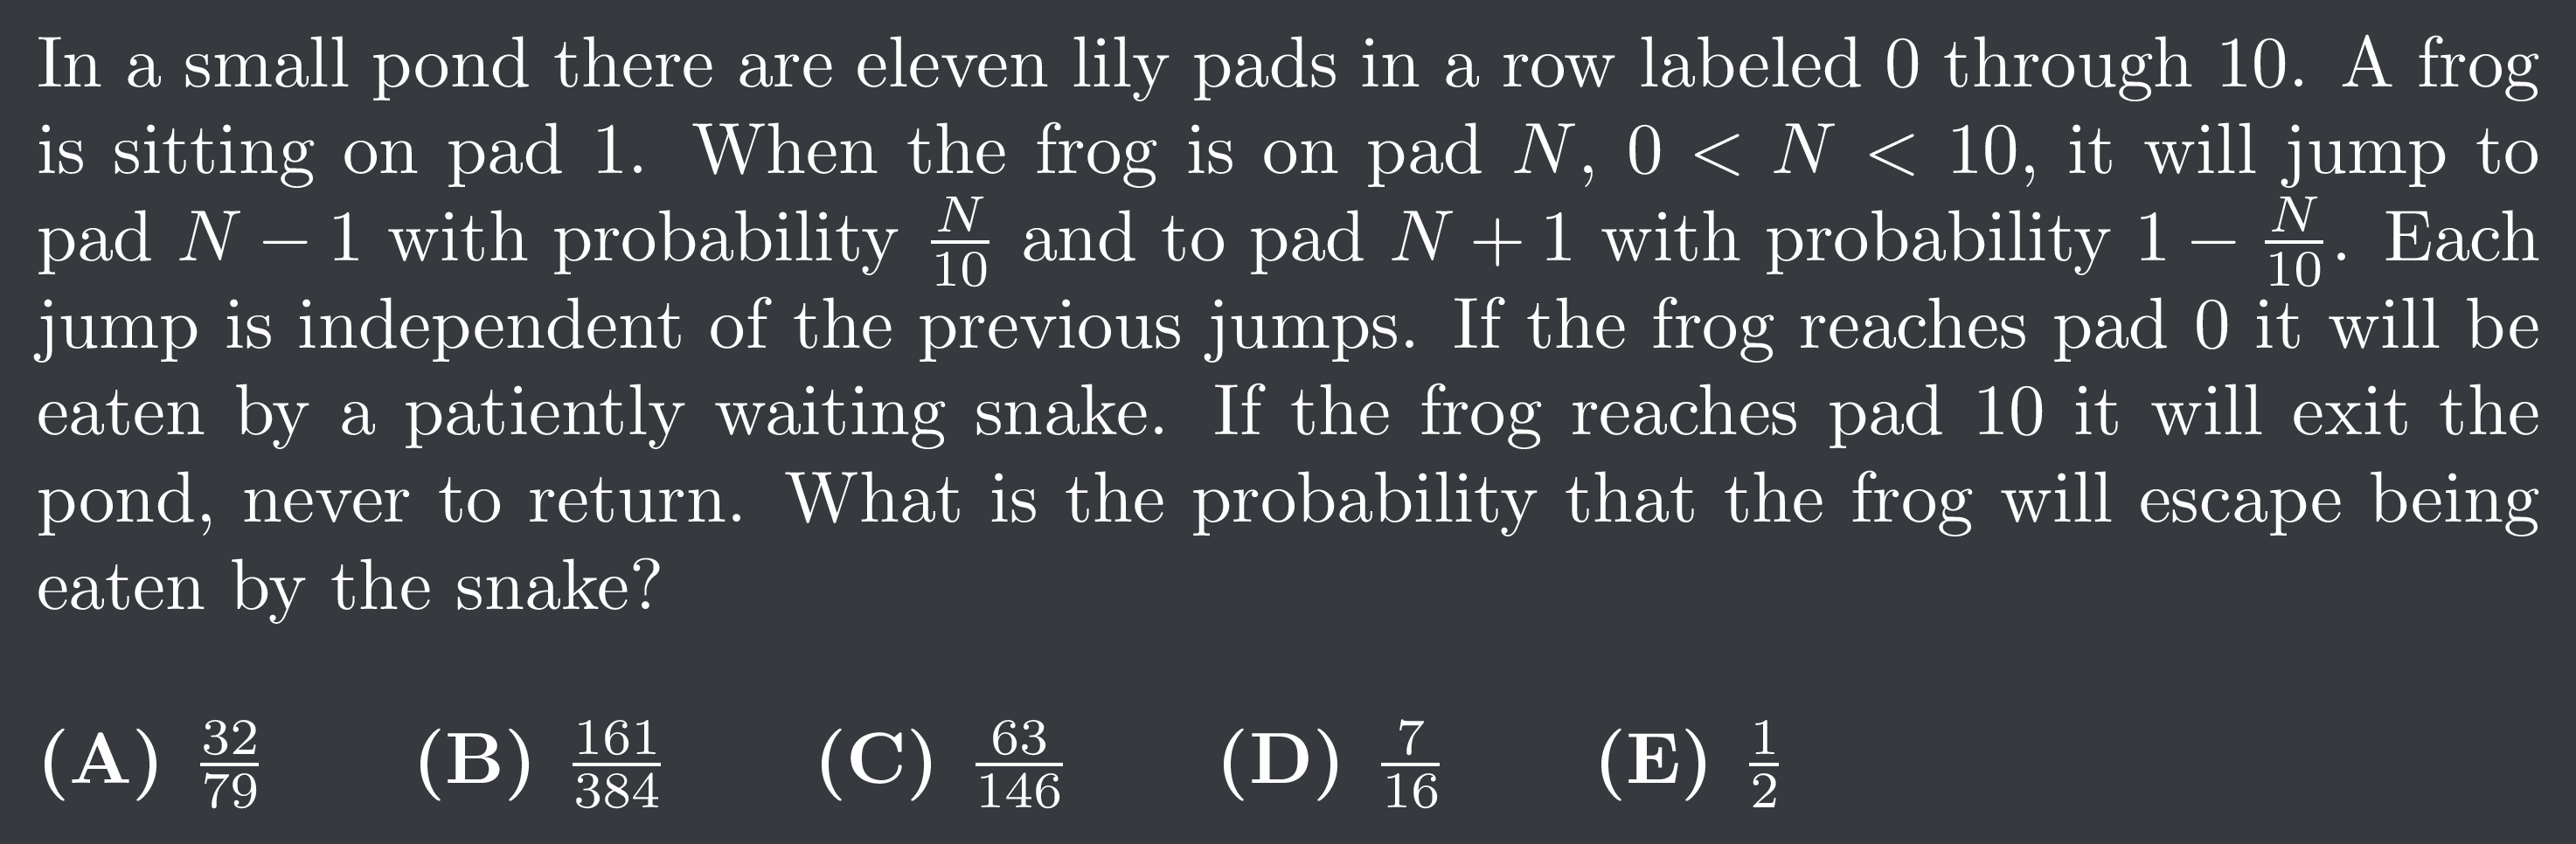 In a small pond there are eleven lily pads in a row labeled 0 through 10. A frog
is sitting on pad 1. When the frog is on pad $N$, $0 < N < 10$, it will jump to
pad $N - 1$ with probability $\frac{N}{10}$ and to pad $N + 1$ with probability $1 - \frac{N}{10}$. Each
jump is independent of the previous jumps. If the frog reaches pad 0 it will be
eaten by a patiently waiting snake. If the frog reaches pad 10 it will exit the
pond, never to return. What is the probability that the frog will escape being
eaten by the snake?
(A) $\frac{32}{79}$ (B) $\frac{161}{384}$ (C) $\frac{63}{146}$ (D) $\frac{7}{16}$ (E) $\frac{1}{2}$